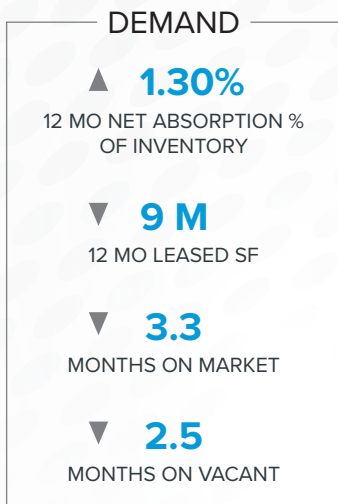 DEMAND
▲ 1.30%
12 MO NET ABSORPTION %
OF INVENTORY
▼ 9 M
12 MO LEASED SF
▼ 3.3
MONTHS ON MARKET
▼ 2.5
MONTHS ON VACANT